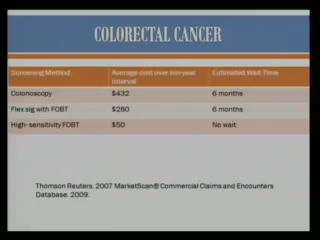 COLORECTAL CANCER
Screening Method Average cost over ten-year interval Estimated Wait Time
Colonoscopy $432 6 months
Flex sig with FOBT $280 6 months
High-sensitivity FOBT $50 No wait
Thomson Reuters. 2007 MarketScan® Commercial Claims and Encounters
Database. 2009.